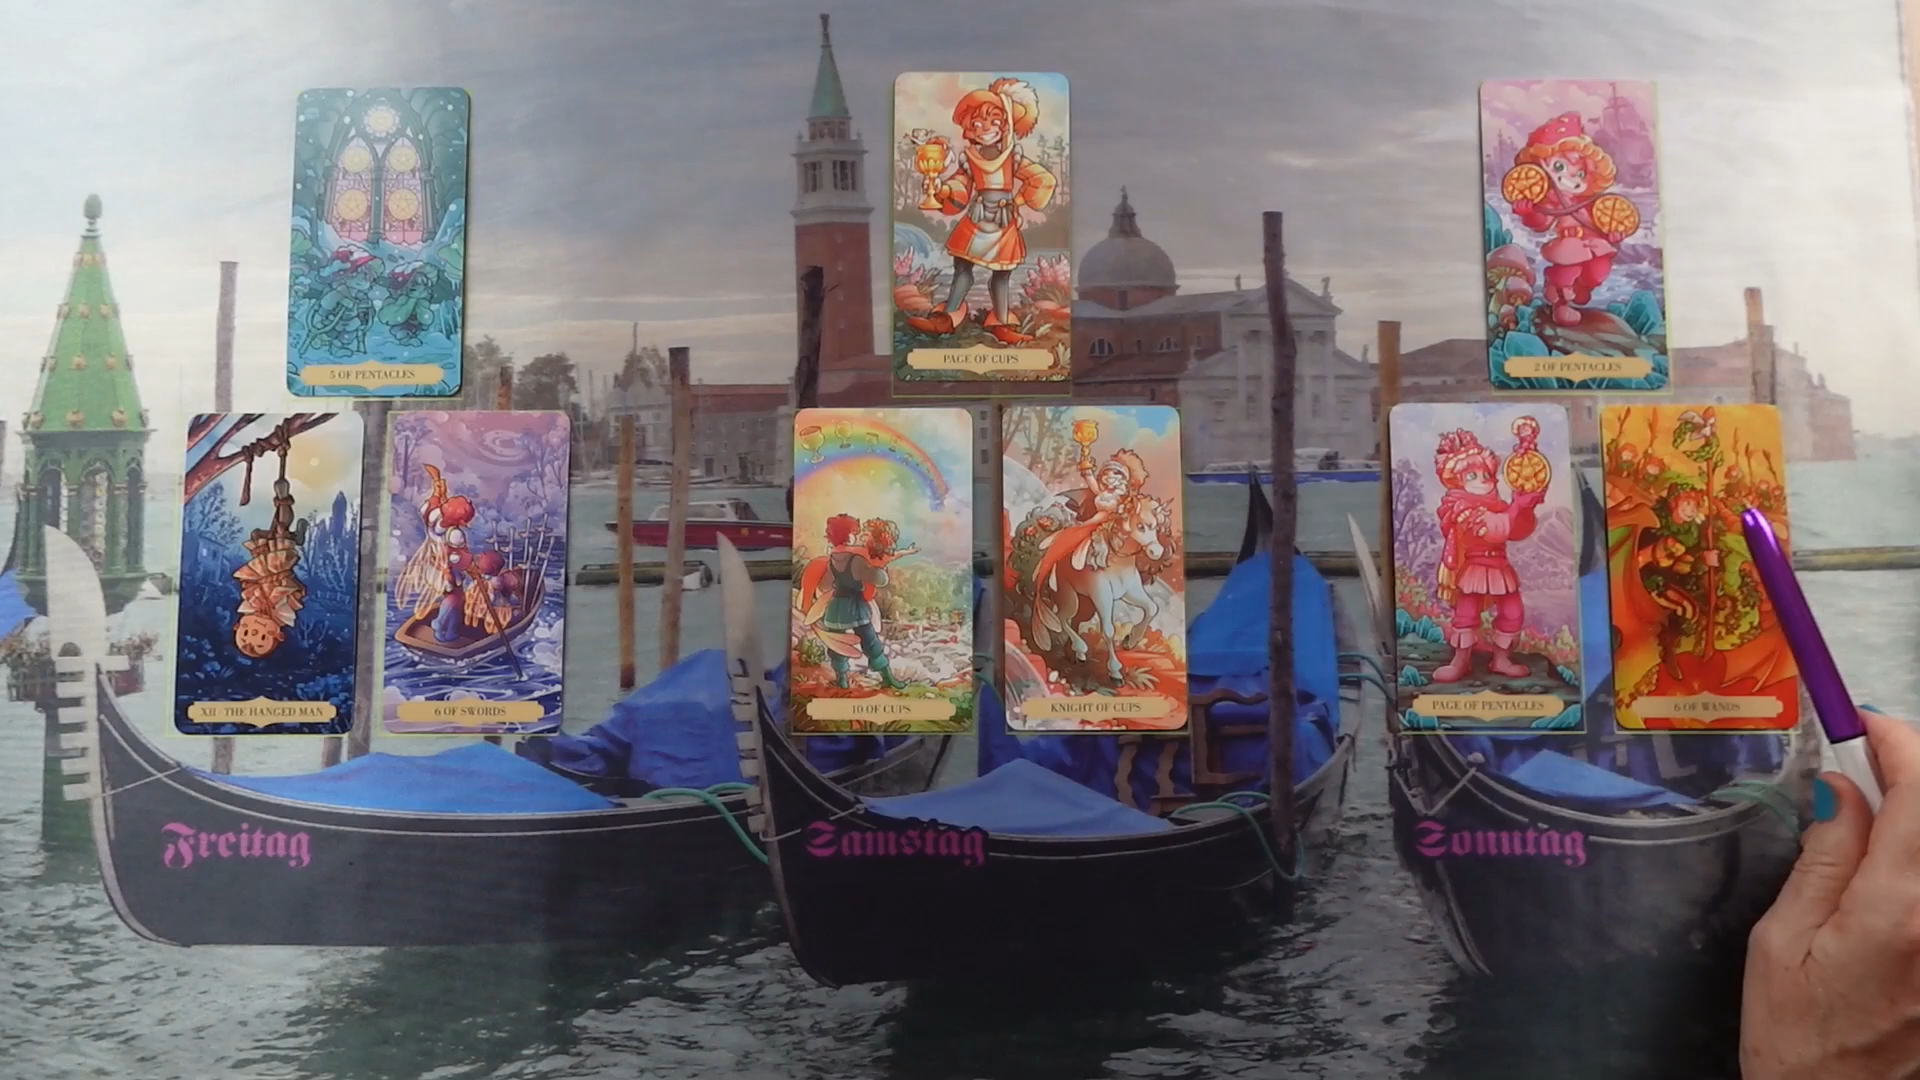 5 OF PENTACLES
PAGE OF CUPS
2 OF PENTACLES
XII · THE HANGED MAN
6 OF SWORDS
10 OF CUPS
KNIGHT OF CUPS
PAGE OF PENTACLES
6 OF WANDS
Freitag
Samstag
Sonntag